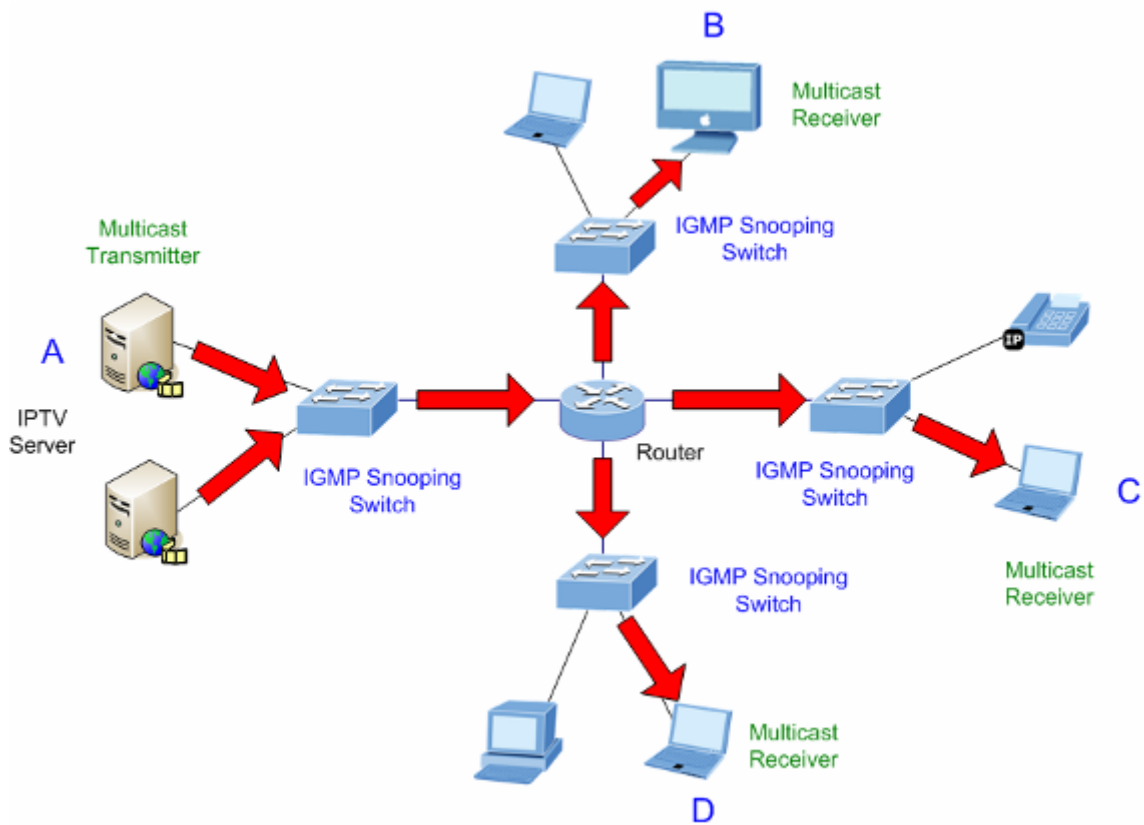 B
Multicast
Receiver
IGMP Snooping
Switch
Multicast
Transmitter
A
IPTV
Server
IGMP Snooping
Switch
Router
IP
IGMP Snooping
Switch
C
Multicast
Receiver
IGMP Snooping
Switch
Multicast
Receiver
D